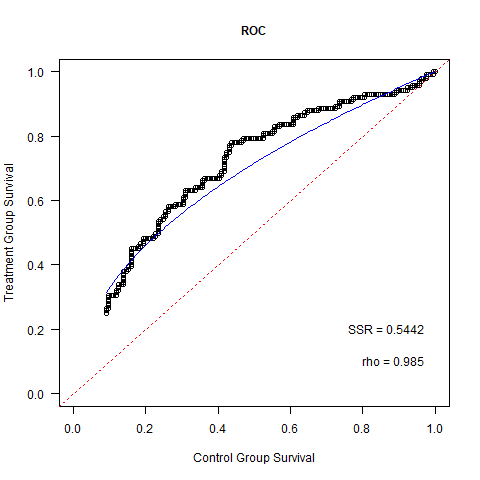 ROC
Treatment Group Survival
1.0
0.8
0.6
0.4
0.2
0.0
SSR = 0.5442
rho = 0.985
0.0 0.2 0.4 0.6 0.8 1.0
Control Group Survival